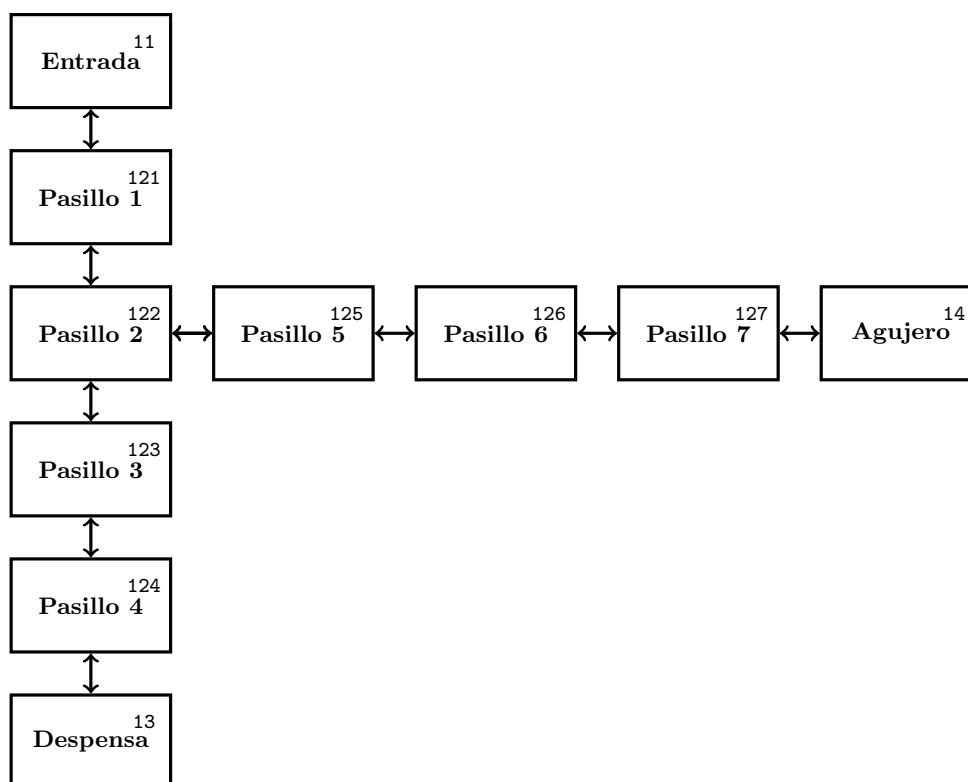 11
Entrada
121
Pasillo 1
122
Pasillo 2
125
Pasillo 5
126
Pasillo 6
127
Pasillo 7
14
Agujero
123
Pasillo 3
124
Pasillo 4
13
Despensa